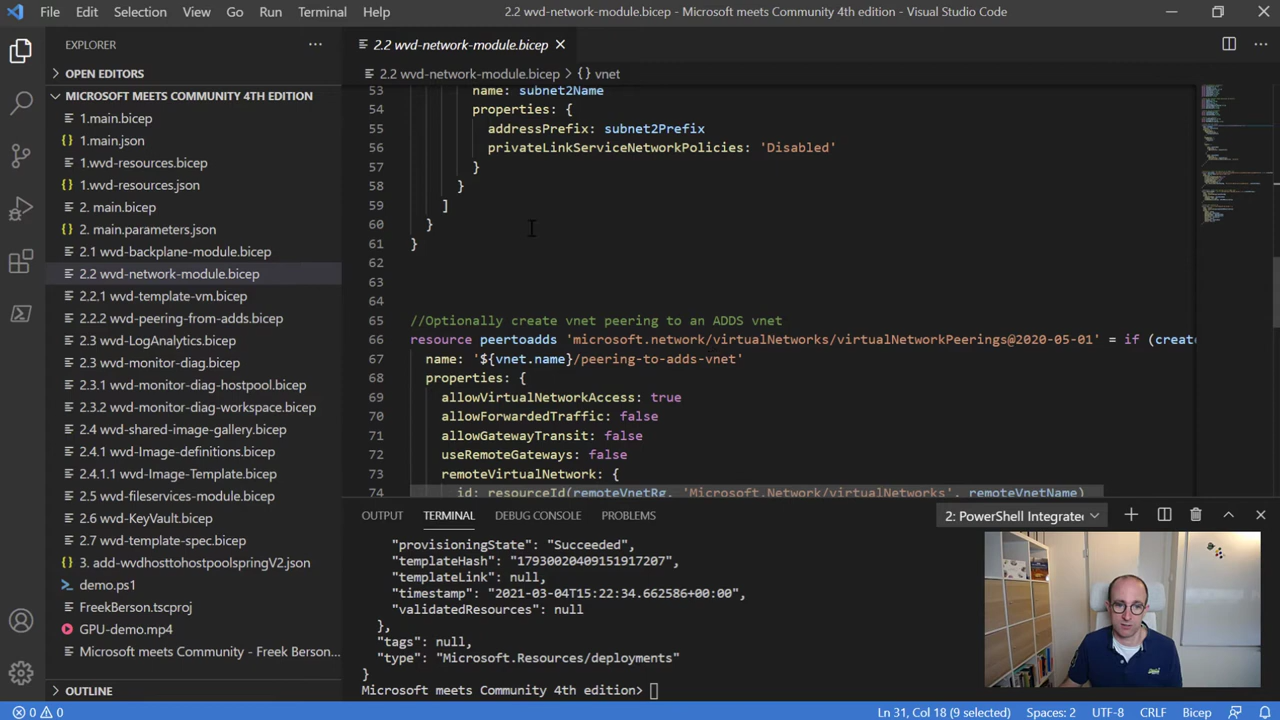 File Edit Selection View Go Run Terminal Help
2.2 wvd-network-module.bicep - Microsoft meets Community 4th edition - Visual Studio Code
EXPLORER
OPEN EDITORS
MICROSOFT MEETS COMMUNITY 4TH EDITION
1.main.bicep
1.main.json
1.wvd-resources.bicep
1.wvd-resources.json
2. main.bicep
2. main.parameters.json
2.1 wvd-backplane-module.bicep
2.2 wvd-network-module.bicep
2.2.1 wvd-template-vm.bicep
2.2.2 wvd-peering-from-adds.bicep
2.3 wvd-LogAnalytics.bicep
2.3 wvd-monitor-diag.bicep
2.3.1 wvd-monitor-diag-hostpool.bicep
2.3.2 wvd-monitor-diag-workspace.bicep
2.4 wvd-shared-image-gallery.bicep
2.4.1 wvd-Image-definitions.bicep
2.4.1.1 wvd-Image-Template.bicep
2.5 wvd-fileservices-module.bicep
2.6 wvd-KeyVault.bicep
2.7 wvd-template-spec.bicep
3. add-wvdhosttohostpoolspringV2.json
demo.ps1
FreekBerson.tscproj
GPU-demo.mp4
Microsoft meets Community - Freek Berson...
OUTLINE
2.2 wvd-network-module.bicep
2.2 wvd-network-module.bicep > {} vnet
53 name: subnet2Name
54 properties: {
55 addressPrefix: subnet2Prefix
56 privateLinkServiceNetworkPolicies: 'Disabled'
57 }
58 }
59 ]
60 }
61 }
62
63
64
65 //Optionally create vnet peering to an ADDS vnet
66 resource peertoadds 'microsoft.network/virtualNetworks/virtualNetworkPeerings@2020-05-01' = if (create
67 name: '${vnet.name}/peering-to-adds-vnet'
68 properties: {
69 allowVirtualNetworkAccess: true
70 allowForwardedTraffic: false
71 allowGatewayTransit: false
72 useRemoteGateways: false
73 remoteVirtualNetwork: {
74 id: resourceId(remoteVnetRg, 'Microsoft.Network/virtualNetworks', remoteVnetName)
OUTPUT TERMINAL DEBUG CONSOLE PROBLEMS
2: PowerShell Integrate
"provisioningState": "Succeeded",
"templateHash": "17930020409151917207",
"templateLink": null,
"timestamp": "2021-03-04T15:22:34.662586+00:00",
"validatedResources": null
},
"tags": null,
"type": "Microsoft.Resources/deployments"
}
Microsoft meets Community 4th edition>
0 0
Ln 31, Col 18 (9 selected) Spaces: 2 UTF-8 CRLF Bicep